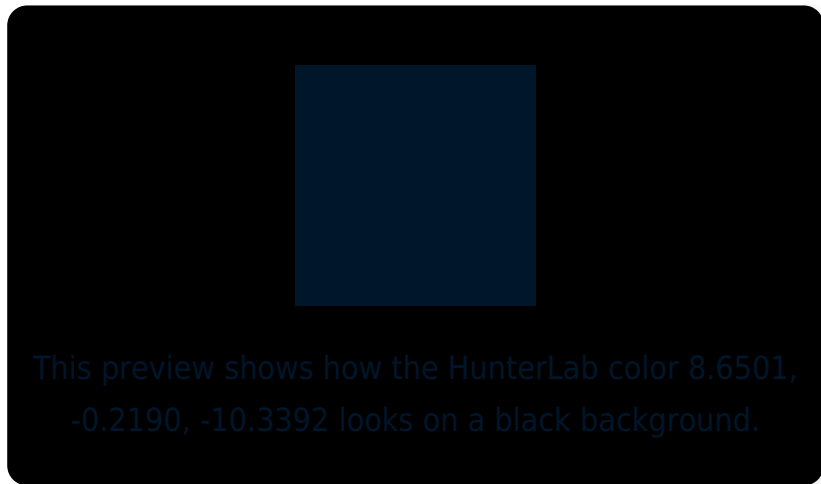 This preview shows how the HunterLab color 8.6501,
-0.2190, -10.3392 looks on a black background.